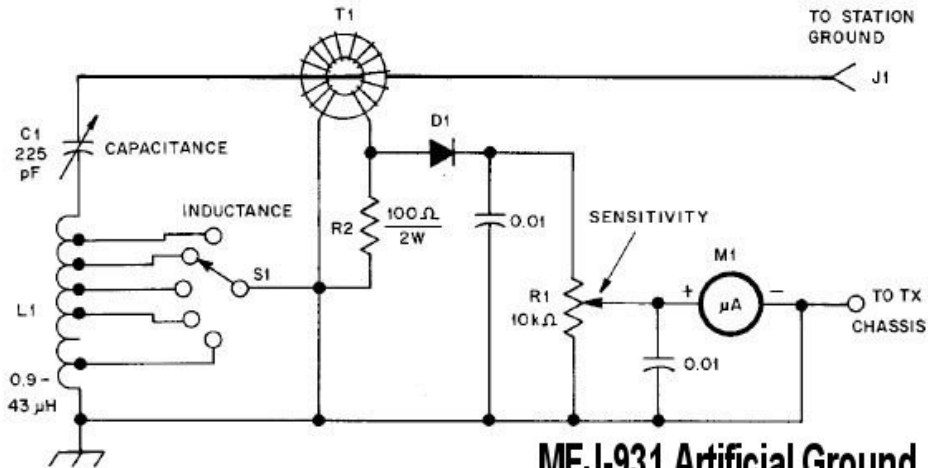 T1
TO STATION
GROUND
J1
C1
225
pF
CAPACITANCE
D1
INDUCTANCE
R2
100Ω
2W
0.01
SENSITIVITY
S1
M1
L1
R1
10kΩ
+
μA
−
TO TX
CHASSIS
0.01
0.9-
43 μH
MFJ-931 Artificial Ground